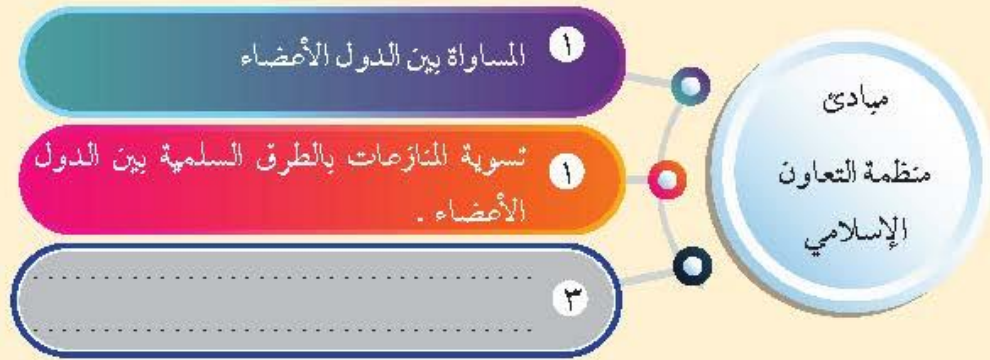 مبادئ
منظمة التعاون
الإسلامي
١ المساواة بين الدول الأعضاء
١ تسوية المنازعات بالطرق السلمية بين الدول
الأعضاء .
٣ . . . . . . . . . . . . . . . . . . . . . . . . . . . . . .
. . . . . . . . . . . . . . . . . . . . . . . . . . . . . .